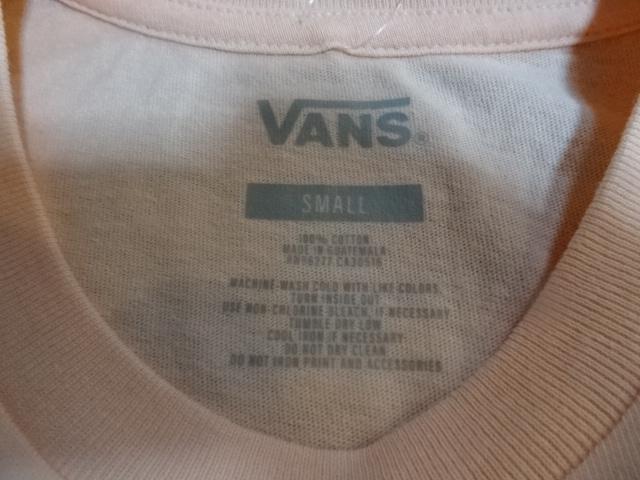 VANS®
SMALL
100% COTTON
MADE IN GUATEMALA
RN96277 CA30516
MACHINE-WASH COLD WITH LIKE-COLORS
TURN INSIDE OUT
USE NON-CHLORINE-BLEACH, IF NECESSARY
TUMBLE DRY LOW
COOL IRON IF NECESSARY
DO NOT DRY CLEAN
DO NOT IRON PRINT AND ACCESSORIES